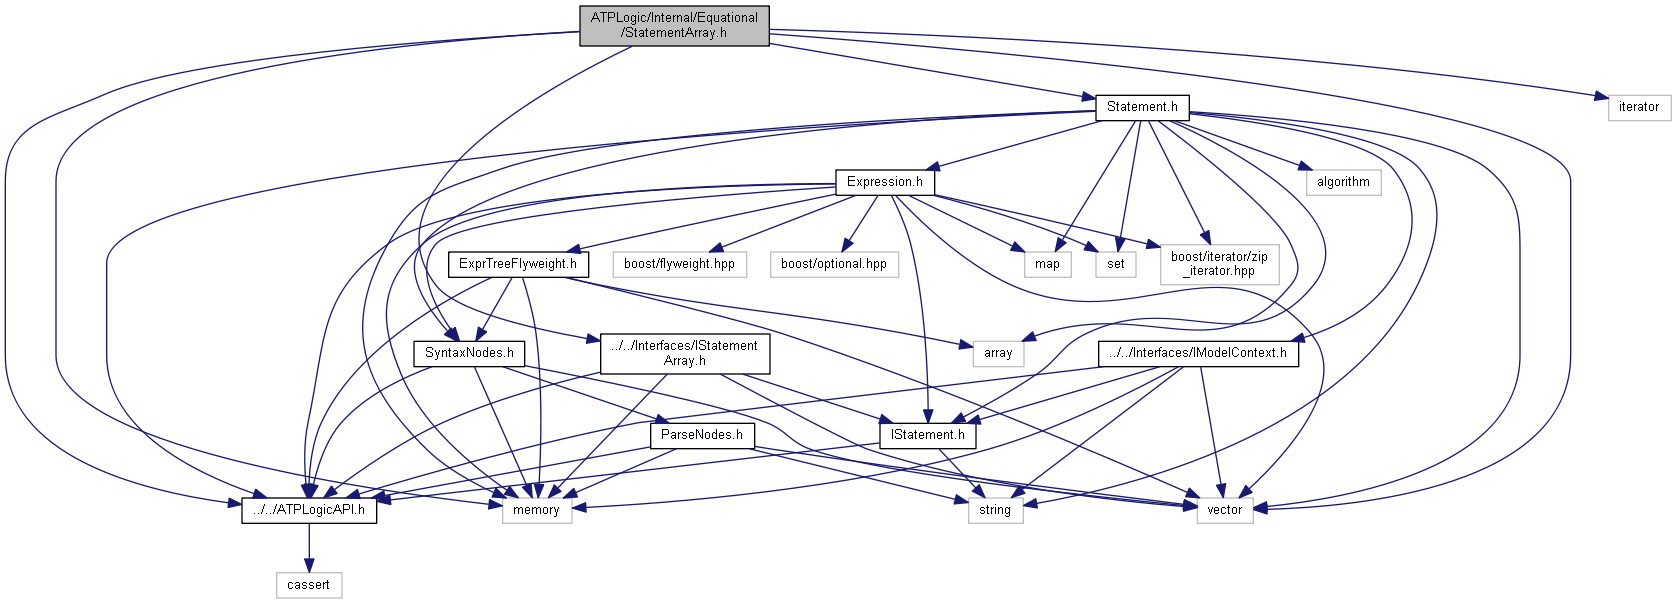 ATPLogic/Internal/Equational
/StatementArray.h
Statement.h
iterator
Expression.h
algorithm
ExprTreeFlyweight.h
boost/flyweight.hpp
boost/optional.hpp
map
set
boost/iterator/zip
_iterator.hpp
SyntaxNodes.h
../../Interfaces/IStatement
Array.h
array
../../Interfaces/IModelContext.h
ParseNodes.h
IStatement.h
../../ATPLogicAPI.h
memory
string
vector
cassert